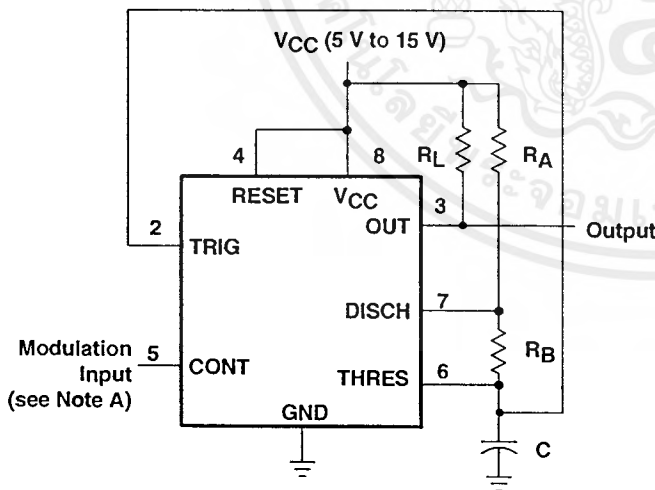 VCC (5 V to 15 V)
4
8
RL
RA
RESET
VCC
3
2
OUT
Output
TRIG
7
DISCH
RB
Modulation
Input
(see Note A)
5
CONT
6
THRES
GND
C